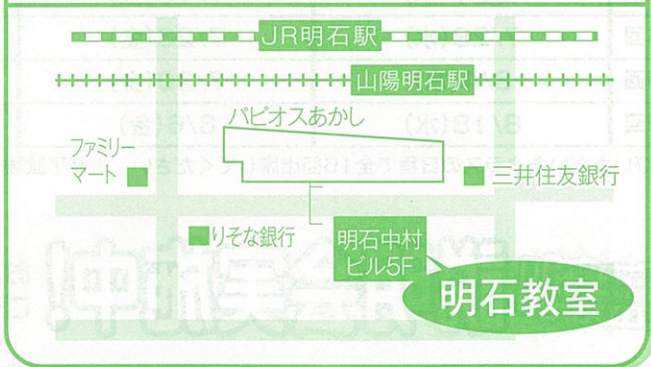 JR明石駅
山陽明石駅
パピオスあかし
ファミリー
マート
三井住友銀行
りそな銀行
明石中村
ビル5F
明石教室